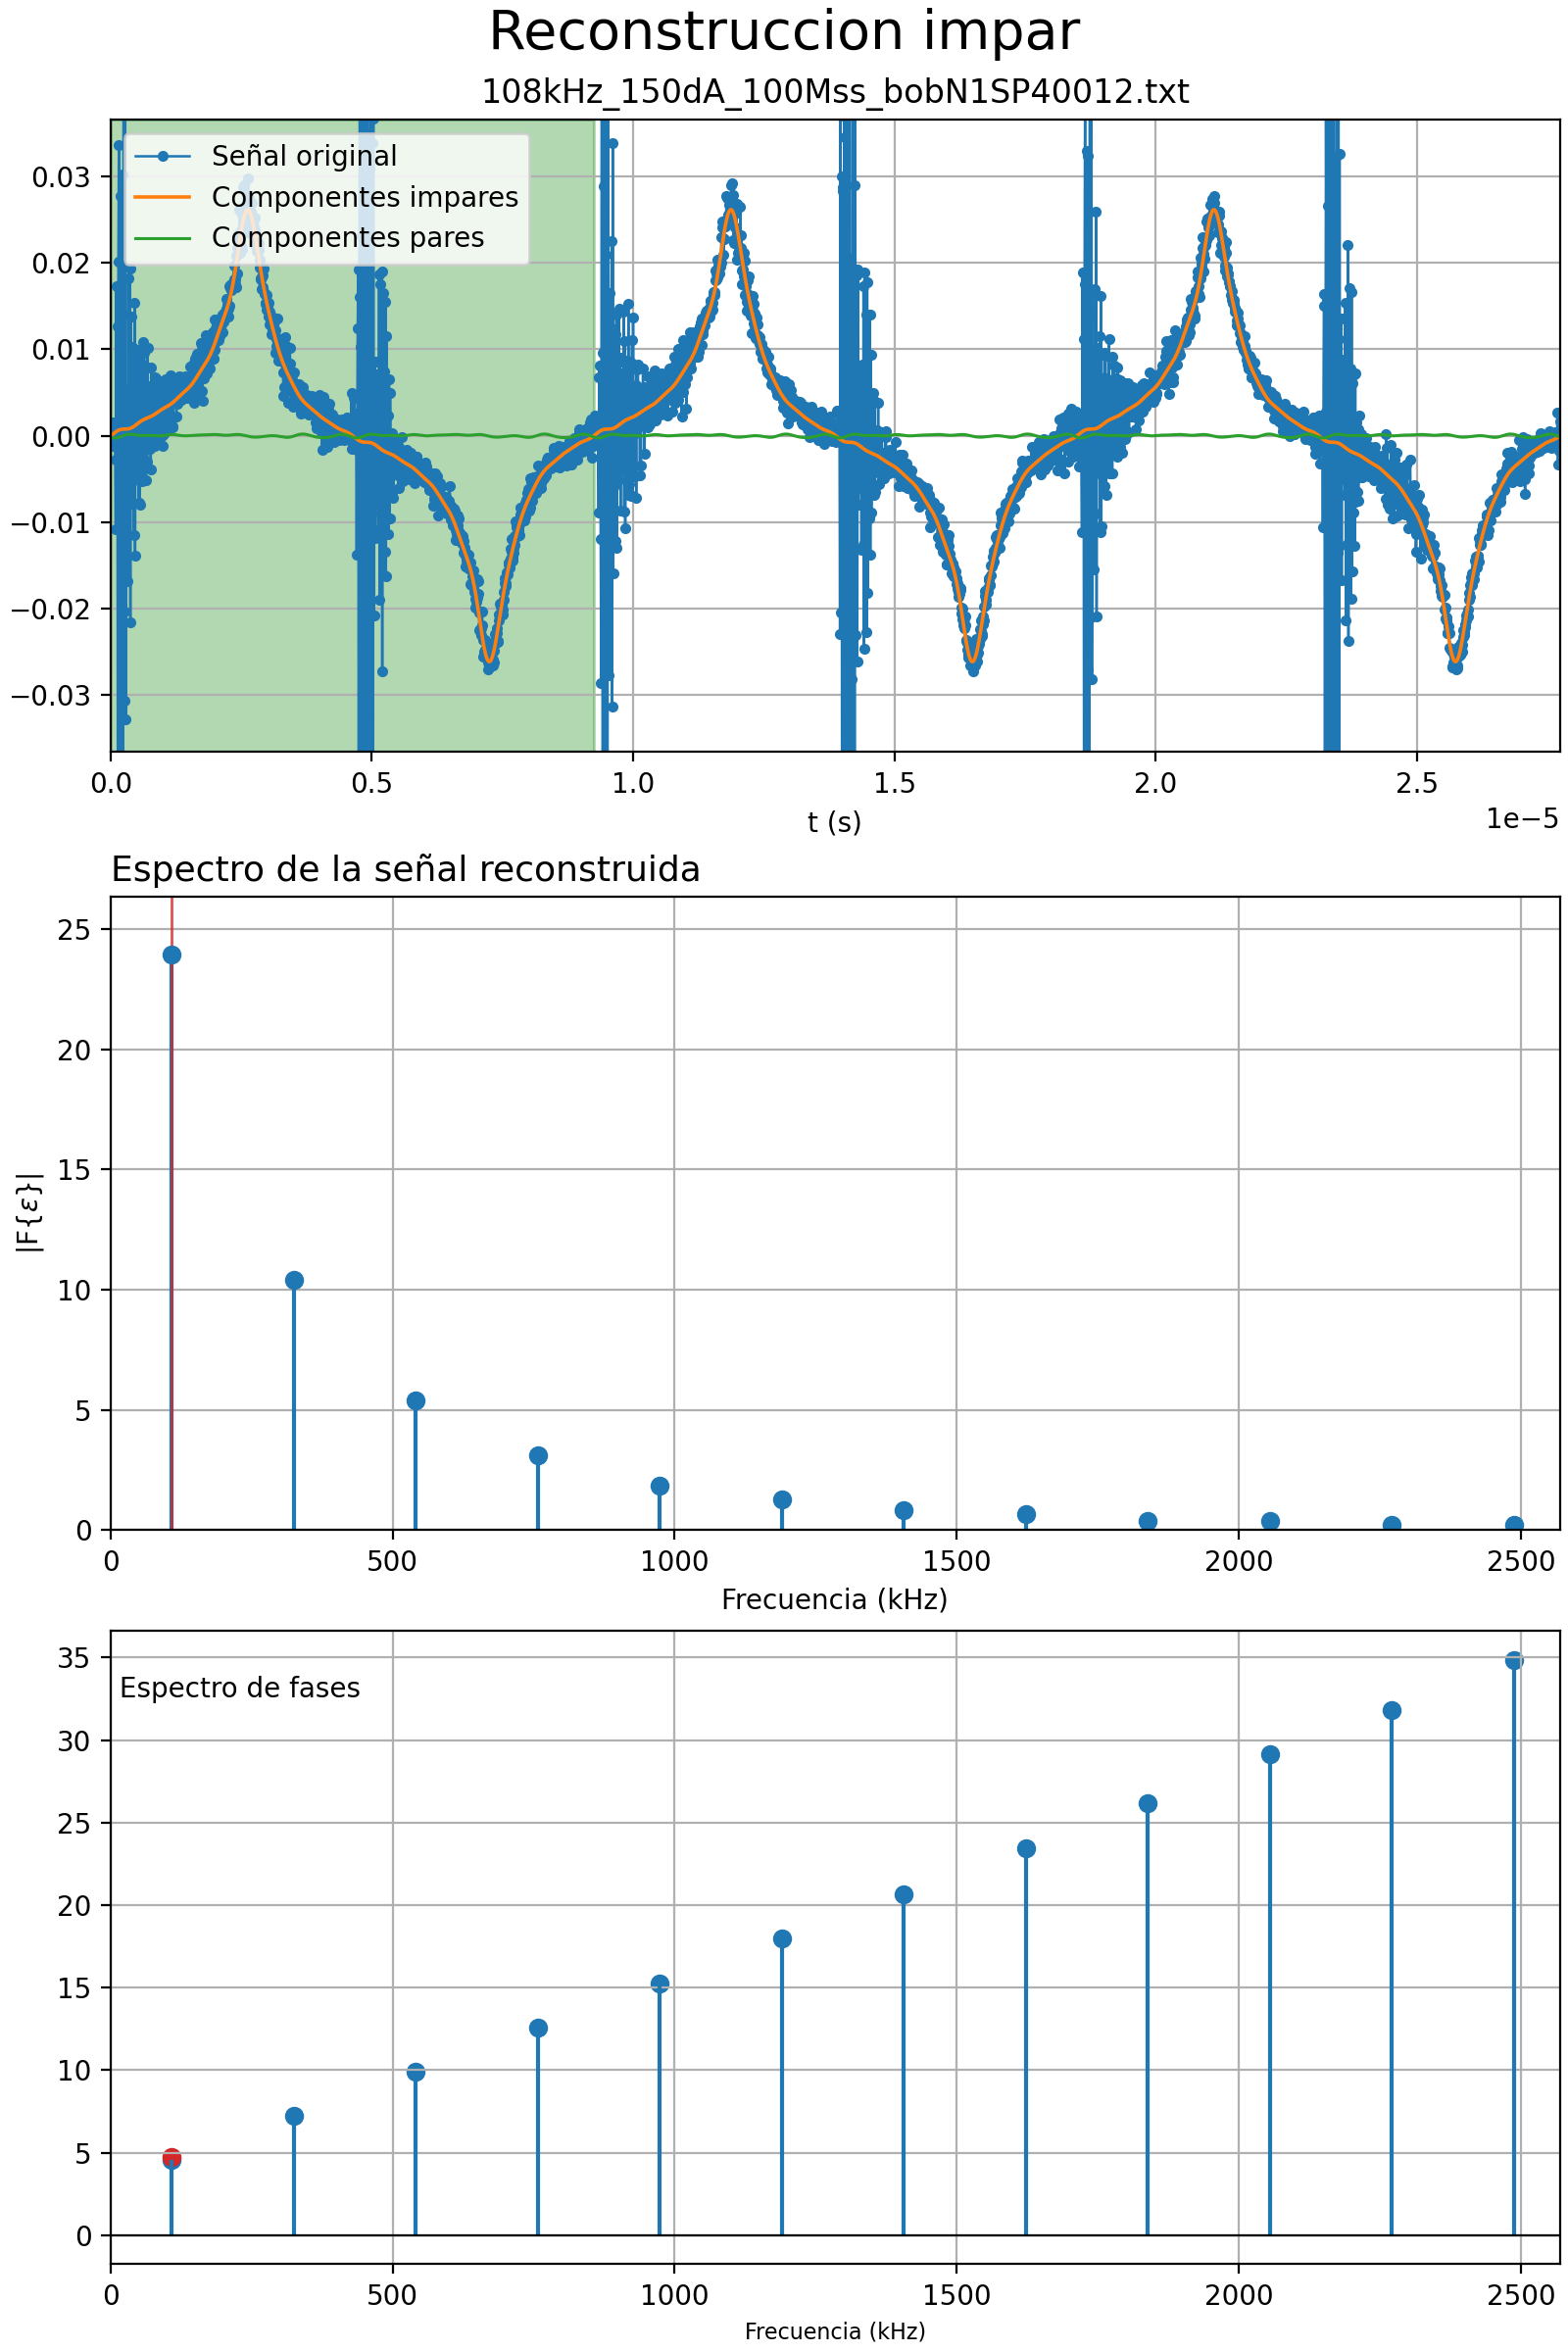 Reconstruccion impar
108kHz_150dA_100Mss_bobN1SP40012.txt
Señal original
Componentes impares
Componentes pares
0.03
0.02
0.01
0.00
−0.01
−0.02
−0.03
0.0 0.5 1.0 1.5 2.0 2.5
1e−5
t (s)
Espectro de la señal reconstruida
25
20
15
10
5
0
|F{ε}|
0 500 1000 1500 2000 2500
Frecuencia (kHz)
Espectro de fases
35
30
25
20
15
10
5
0
0 500 1000 1500 2000 2500
Frecuencia (kHz)